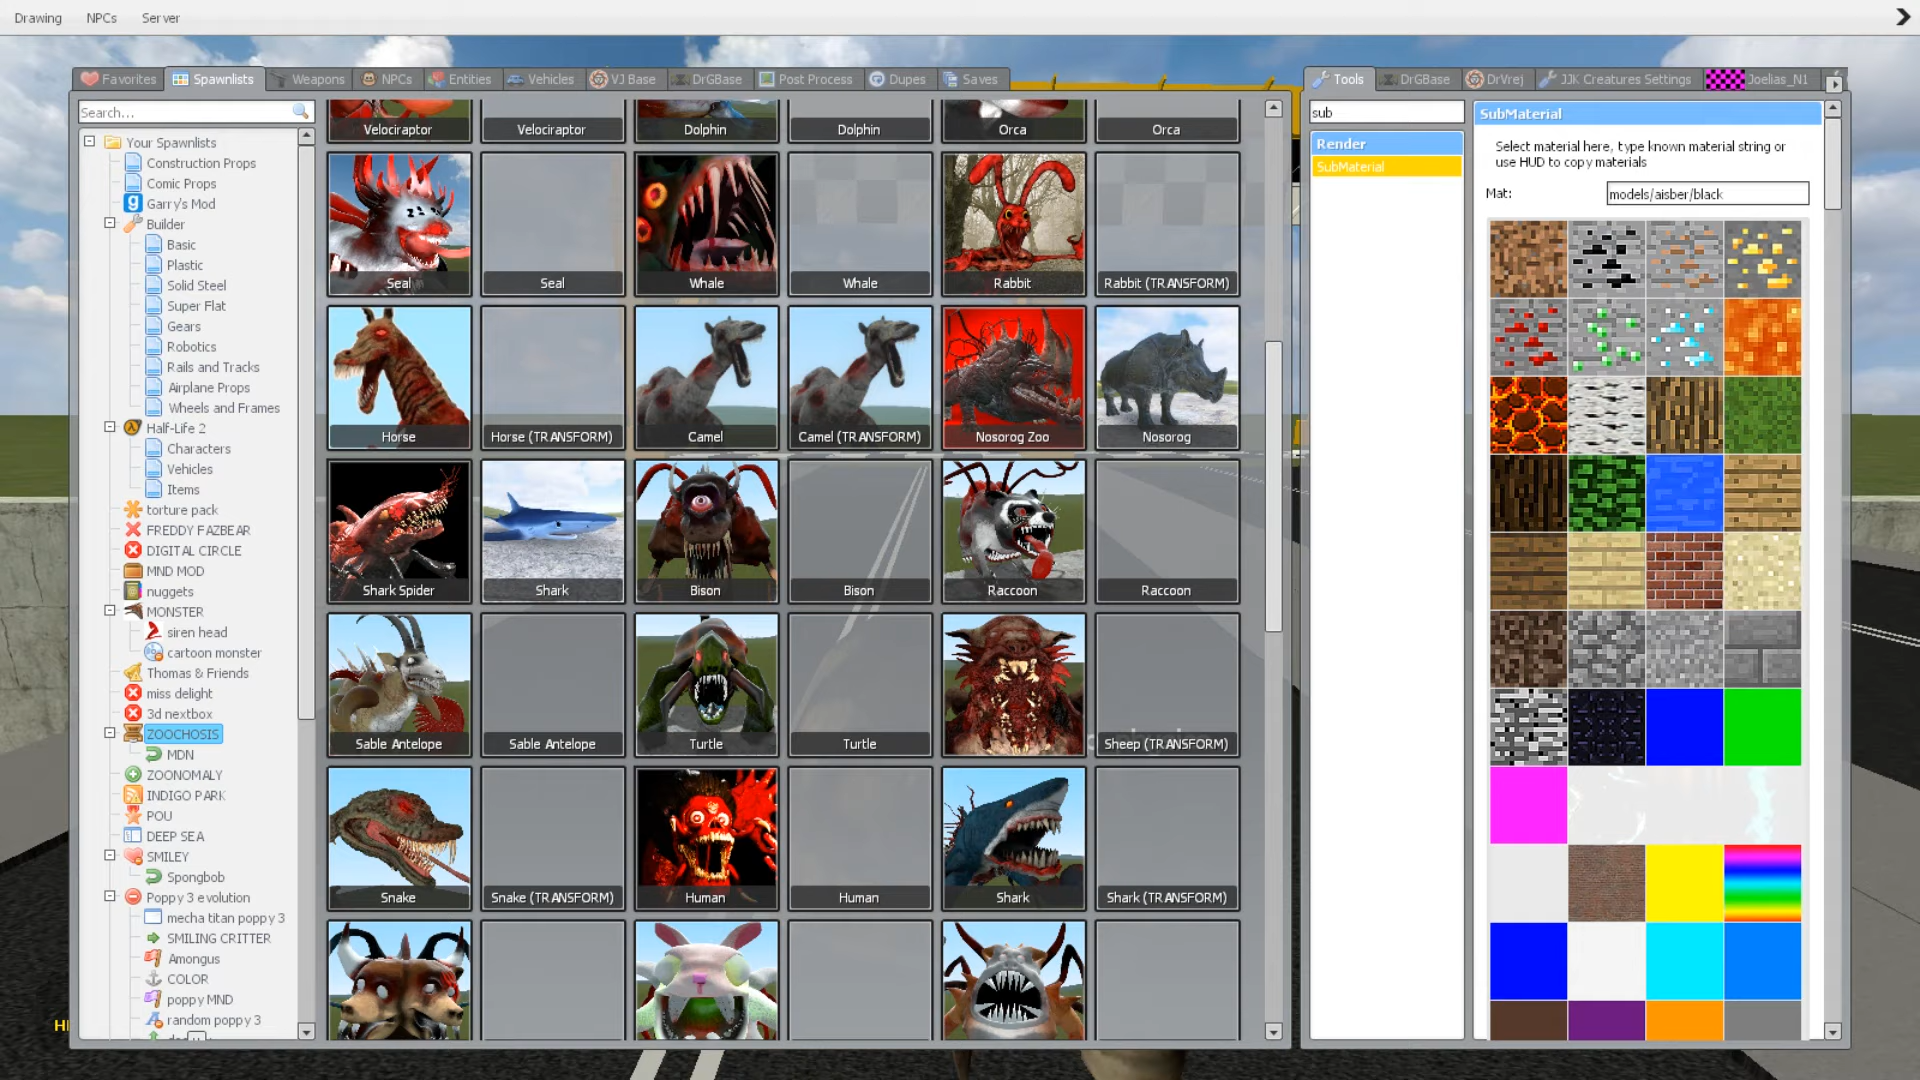 Drawing NPCs Server
Favorites Spawnlists Weapons NPCs Entities Vehicles VJ Base DrGBase Post Process Dupes Saves
Search...
Your Spawnlists
Construction Props
Comic Props
Garry's Mod
Builder
Basic
Plastic
Solid Steel
Super Flat
Gears
Robotics
Rails and Tracks
Airplane Props
Wheels and Frames
Half-Life 2
Characters
Vehicles
Items
torture pack
FREDDY FAZBEAR
DIGITAL CIRCLE
MND MOD
nuggets
MONSTER
siren head
cartoon monster
Thomas & Friends
miss delight
3d nextbox
ZOOCHOSIS
MDN
ZOONOMALY
INDIGO PARK
POU
DEEP SEA
SMILEY
Spongbob
Poppy 3 evolution
mecha titan poppy 3
SMILING CRITTER
Amongus
COLOR
poppy MND
random poppy 3
Velociraptor Velociraptor Dolphin Dolphin Orca Orca
Seal Seal Whale Whale Rabbit Rabbit (TRANSFORM)
Horse Horse (TRANSFORM) Camel Camel (TRANSFORM) Nosorog Zoo Nosorog
Shark Spider Shark Bison Bison Raccoon Raccoon
Sable Antelope Sable Antelope Turtle Turtle Sheep (TRANSFORM)
Snake Snake (TRANSFORM) Human Human Shark Shark (TRANSFORM)
Tools DrGBase DrVrej JJK Creatures Settings Joelias_N1
sub
Render
SubMaterial
SubMaterial
Select material here, type known material string or
use HUD to copy materials
Mat: models/aisber/black